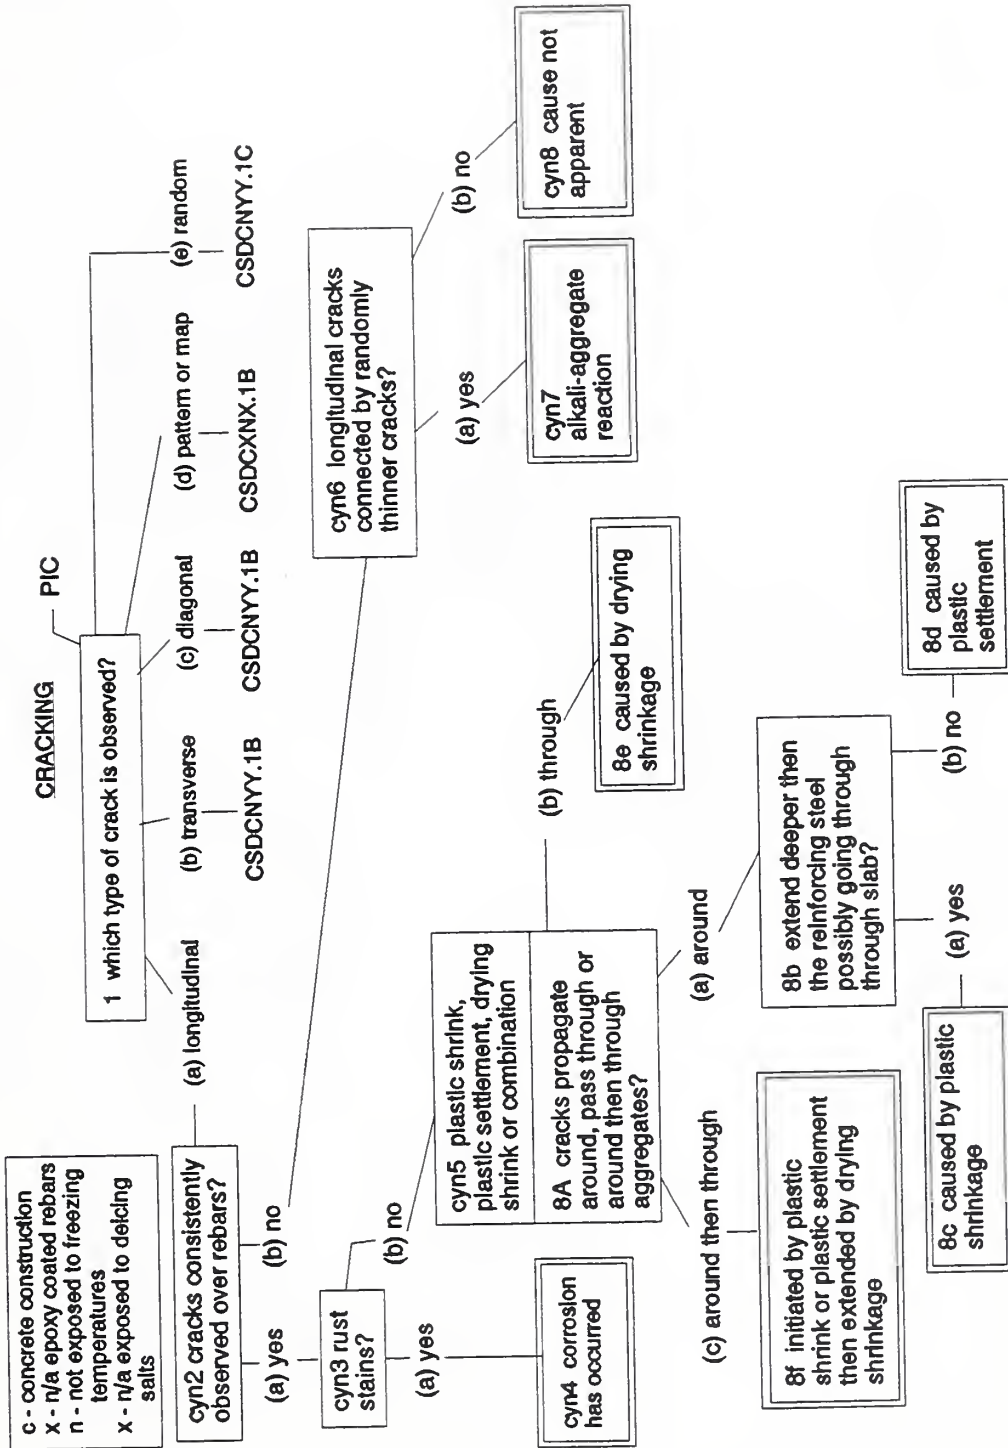 CRACKING
PIC
c - concrete construction
x - n/a epoxy coated rebars
n - not exposed to freezing
temperatures
x - n/a exposed to deicing
salts
1 which type of crack is observed?
(a) longitudinal
(b) transverse
CSDCNYY.1B
(c) diagonal
CSDCNYY.1B
(d) pattern or map
CSDCXNX.1B
(e) random
CSDCNYY.1C
cyn2 cracks consistently
observed over rebars?
(a) yes
(b) no
cyn3 rust
stains?
(a) yes
(b) no
cyn4 corrosion
has occurred
cyn5 plastic shrink,
plastic settlement, drying
shrink or combination
8A cracks propagate
around, pass through or
around then through
aggregates?
(c) around then through
(a) around
(b) through
8e caused by drying
shrinkage
8f initiated by plastic
shrink or plastic settlement
then extended by drying
shrinkage
8b extend deeper then
the reinforcing steel
possibly going through
through slab?
(a) yes
(b) no
8c caused by plastic
shrinkage
8d caused by
plastic
settlement
cyn6 longitudinal cracks
connected by randomly
thinner cracks?
(a) yes
(b) no
cyn7
alkali-aggregate
reaction
cyn8 cause not
apparent